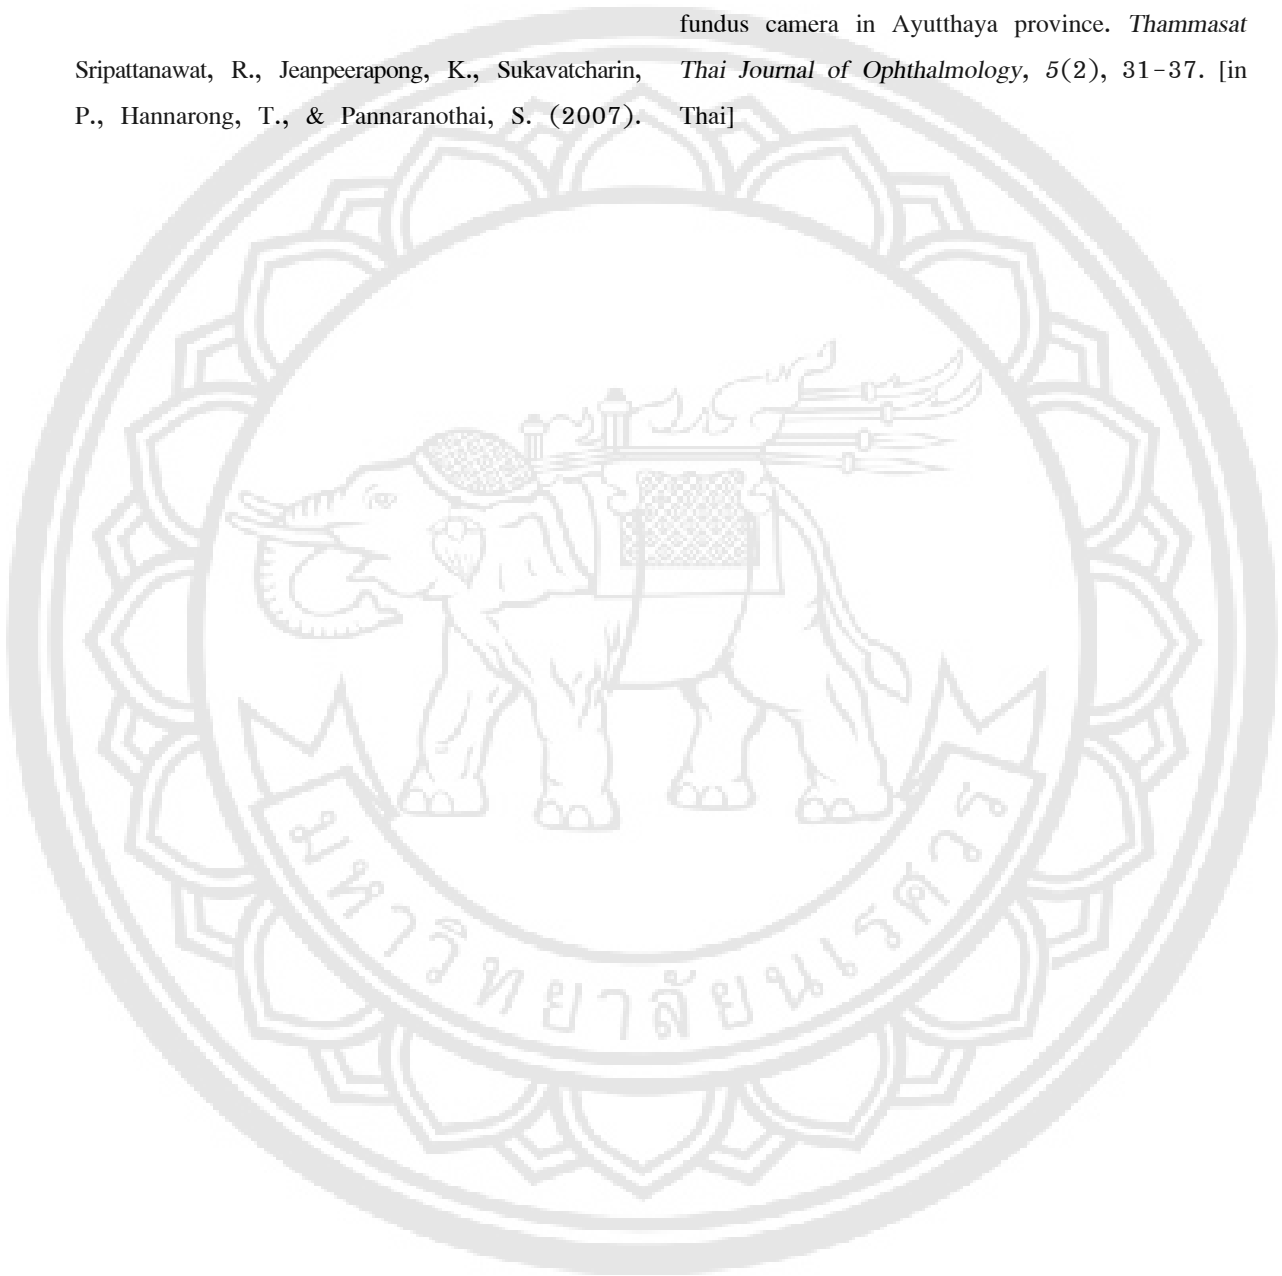 Sripattanawat, R., Jeanpeerapong, K., Sukavatcharin,
P., Hannarong, T., & Pannaranothai, S. (2007).
fundus camera in Ayutthaya province. Thammasat
Thai Journal of Ophthalmology, 5(2), 31-37. [in
Thai]
มหาวิทยาลัยนเรศวร